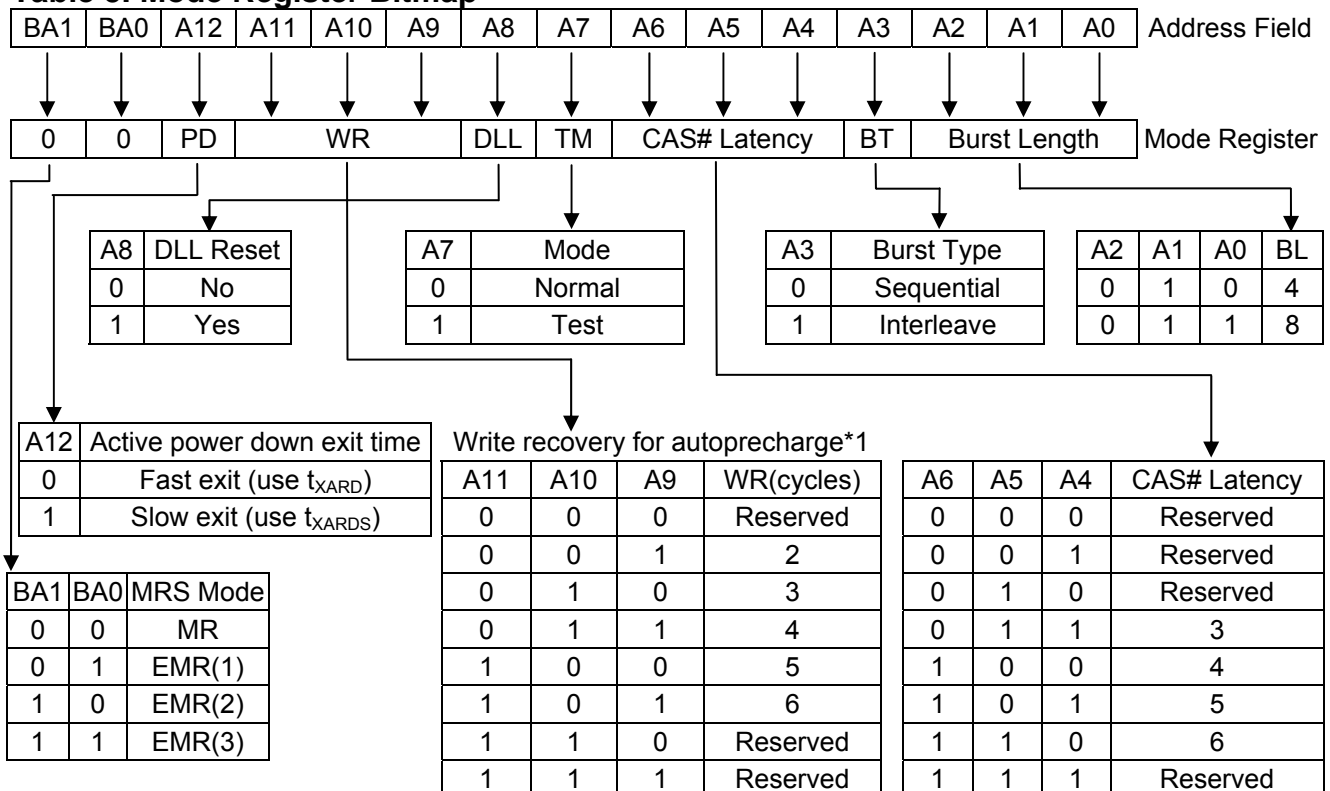 Table 5. Mode Register Bitmap
BA1 BA0 A12 A11 A10 A9 A8 A7 A6 A5 A4 A3 A2 A1 A0 Address Field
0 0 PD WR DLL TM CAS# Latency BT Burst Length Mode Register
A8 DLL Reset
0 No
1 Yes
A7 Mode
0 Normal
1 Test
A3 Burst Type
0 Sequential
1 Interleave
A2 A1 A0 BL
0 1 0 4
0 1 1 8
A12 Active power down exit time
0 Fast exit (use tXARD)
1 Slow exit (use tXARDS)
BA1 BA0 MRS Mode
0 0 MR
0 1 EMR(1)
1 0 EMR(2)
1 1 EMR(3)
Write recovery for autoprecharge*1
A11 A10 A9 WR(cycles)
0 0 0 Reserved
0 0 1 2
0 1 0 3
0 1 1 4
1 0 0 5
1 0 1 6
1 1 0 Reserved
1 1 1 Reserved
A6 A5 A4 CAS# Latency
0 0 0 Reserved
0 0 1 Reserved
0 1 0 Reserved
0 1 1 3
1 0 0 4
1 0 1 5
1 1 0 6
1 1 1 Reserved